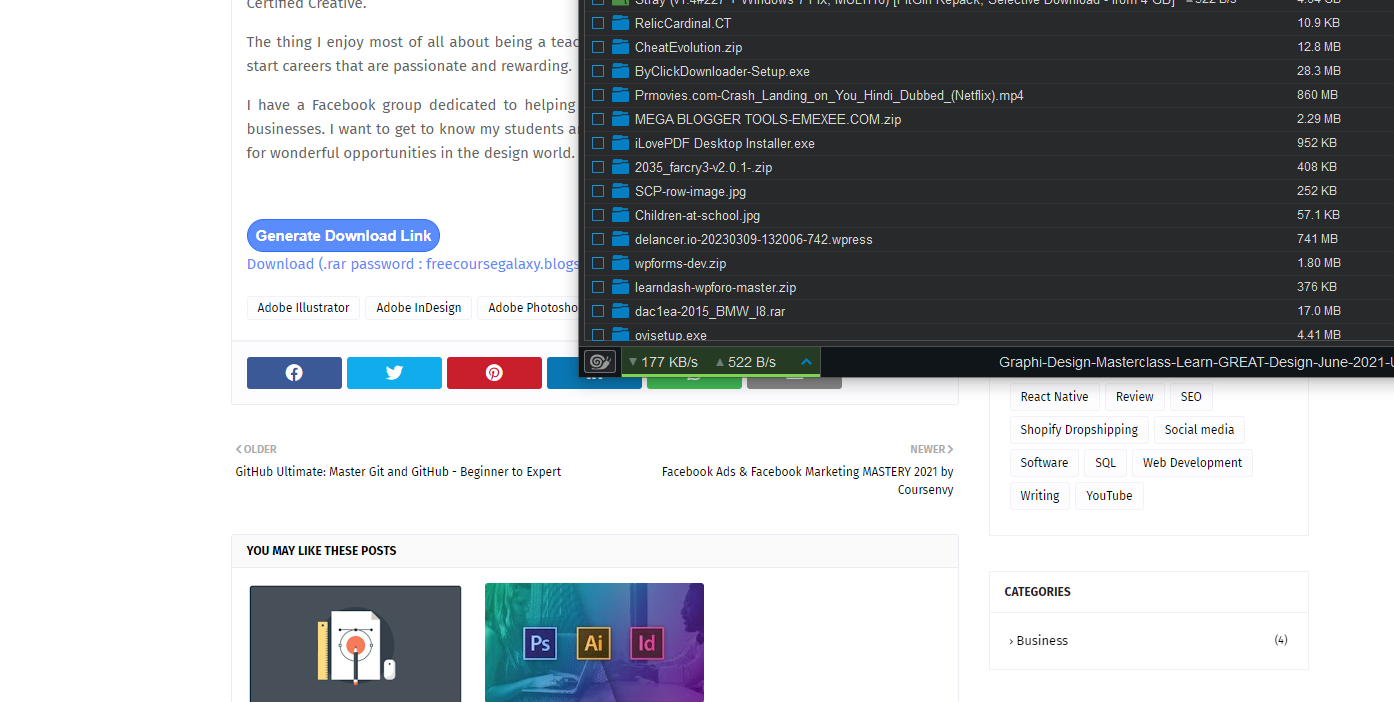 Certified Creative.
The thing I enjoy most of all about being a teac
start careers that are passionate and rewarding.
I have a Facebook group dedicated to helping
businesses. I want to get to know my students a
for wonderful opportunities in the design world.
Generate Download Link
Download (.rar password : freecoursegalaxy.blogs
Adobe Illustrator
Adobe InDesign
Adobe Photosho
Stray (v1.4#227 + Windows 7 Fix, MULTi10) [FitGirl Repack, Selective Download - from 4 GB] 522 B/s
RelicCardinal.CT 10.9 KB
CheatEvolution.zip 12.8 MB
ByClickDownloader-Setup.exe 28.3 MB
Prmovies.com-Crash_Landing_on_You_Hindi_Dubbed_(Netflix).mp4 860 MB
MEGA BLOGGER TOOLS-EMEXEE.COM.zip 2.29 MB
iLovePDF Desktop Installer.exe 952 KB
2035_farcry3-v2.0.1-.zip 408 KB
SCP-row-image.jpg 252 KB
Children-at-school.jpg 57.1 KB
delancer.io-20230309-132006-742.wpress 741 MB
wpforms-dev.zip 1.80 MB
learndash-wpforo-master.zip 376 KB
dac1ea-2015_BMW_I8.rar 17.0 MB
ovisetup.exe 4.41 MB
177 KB/s 522 B/s
Graphi-Design-Masterclass-Learn-GREAT-Design-June-2021-U
OLDER
GitHub Ultimate: Master Git and GitHub - Beginner to Expert
NEWER
Facebook Ads & Facebook Marketing MASTERY 2021 by
Coursenvy
YOU MAY LIKE THESE POSTS
Ps Ai Id
React Native
Review
SEO
Shopify Dropshipping
Social media
Software
SQL
Web Development
Writing
YouTube
CATEGORIES
› Business (4)